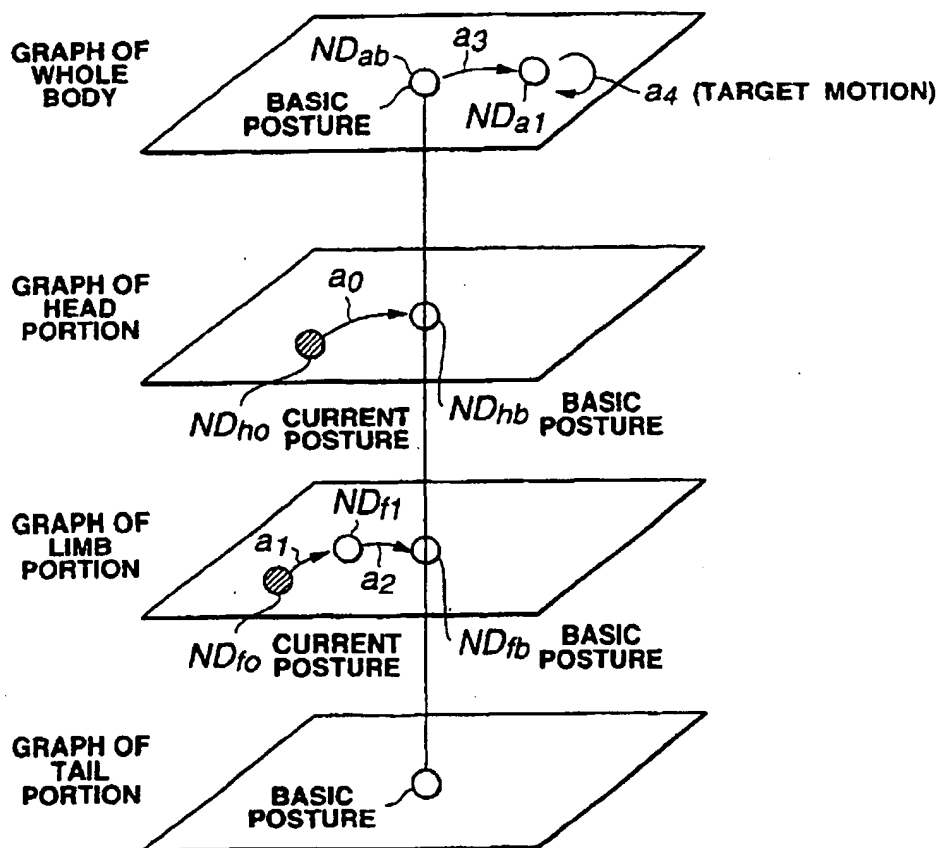 GRAPH OF
WHOLE
BODY
NDab
a3
BASIC
POSTURE
NDa1
a4 (TARGET MOTION)
GRAPH OF
HEAD
PORTION
a0
NDho
CURRENT
POSTURE
NDhb
BASIC
POSTURE
GRAPH OF
LIMB
PORTION
a1
NDf1
a2
NDfo
CURRENT
POSTURE
NDfb
BASIC
POSTURE
GRAPH OF
TAIL
PORTION
BASIC
POSTURE